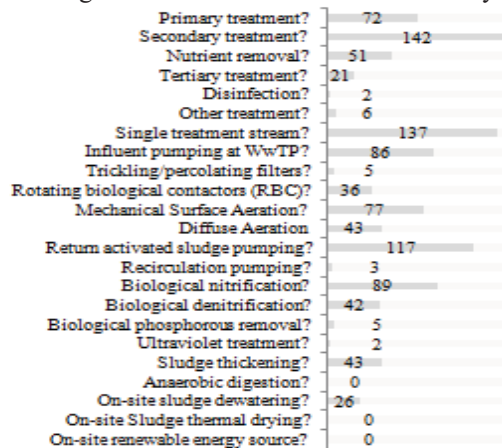 Primary treatment? 72
Secondary treatment? 142
Nutrient removal? 51
Tertiary treatment? 21
Disinfection? 2
Other treatment? 6
Single treatment stream? 137
Influent pumping at WwTP? 86
Trickling/percolating filters? 5
Rotating biological contactors (RBC)? 36
Mechanical Surface Aeration? 77
Diffuse Aeration 43
Return activated sludge pumping? 117
Recirculation pumping? 3
Biological nitrification? 89
Biological denitrification? 42
Biological phosphorous removal? 5
Ultraviolet treatment? 2
Sludge thickening? 43
Anaerobic digestion? 0
On-site sludge dewatering? 26
On-site Sludge thermal drying? 0
On-site renewable energy source? 0